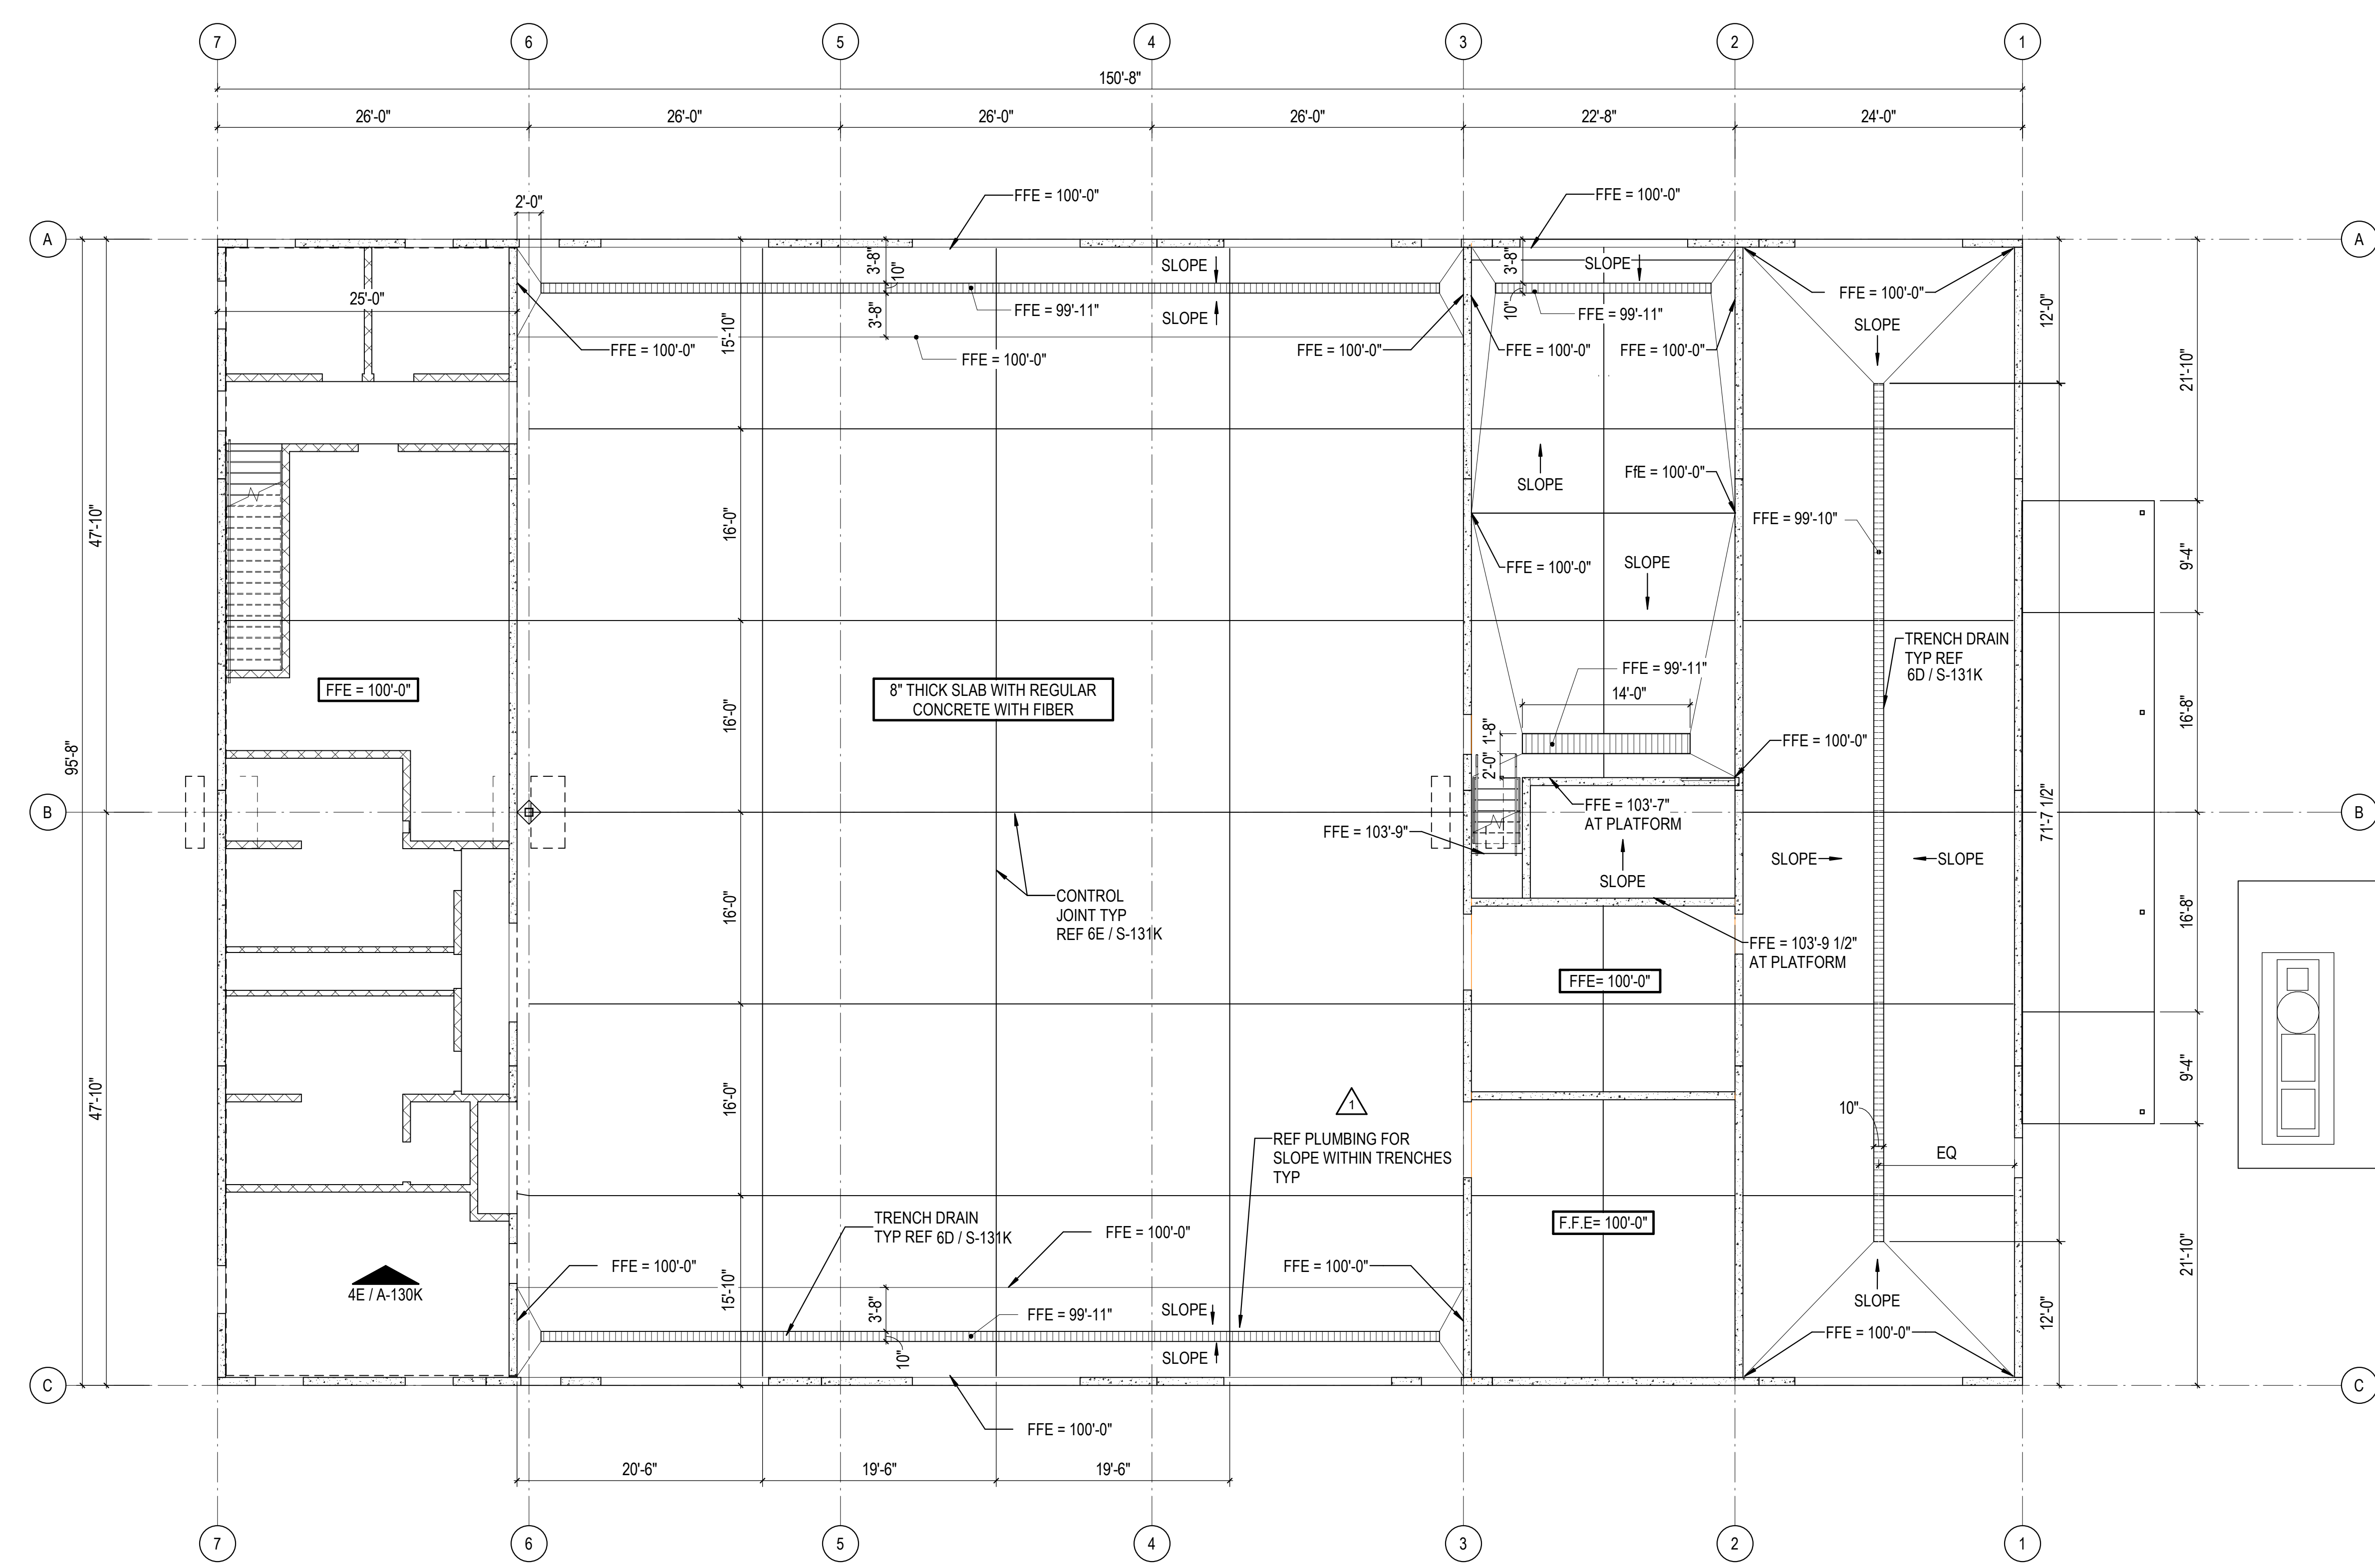 7 6 5 4 3 2 1
150'-8"
26'-0" 26'-0" 26'-0" 26'-0" 22'-8" 24'-0"
2'-0"
FFE = 100'-0"
FFE = 100'-0"
A
A
3'-8"
10"
3'-8"
SLOPE
SLOPE
FFE = 99'-11"
FFE = 100'-0"
15'-10"
25'-0"
FFE = 100'-0"
FFE = 100'-0"
3'-8"
10"
SLOPE
FFE = 99'-11"
FFE = 100'-0"
FFE = 100'-0"
FFE = 100'-0"
SLOPE
12'-0"
21'-10"
47'-10"
16'-0"
SLOPE
FfE = 100'-0"
FFE = 100'-0"
SLOPE
FFE = 99'-10"
9'-4"
TRENCH DRAIN
TYP REF
6D / S-131K
FFE = 100'-0"
8" THICK SLAB WITH REGULAR
CONCRETE WITH FIBER
16'-0"
FFE = 99'-11"
14'-0"
1'-8"
2'-0"
FFE = 100'-0"
16'-8"
95'-8"
B
B
FFE = 103'-7"
AT PLATFORM
FFE = 103'-9"
71'-7 1/2"
SLOPE
SLOPE
SLOPE
CONTROL
JOINT TYP
REF 6E / S-131K
16'-0"
16'-8"
FFE = 103'-9 1/2"
AT PLATFORM
FFE= 100'-0"
47'-10"
16'-0"
9'-4"
1
REF PLUMBING FOR
SLOPE WITHIN TRENCHES
TYP
10"
EQ
F.F.E= 100'-0"
TRENCH DRAIN
TYP REF 6D / S-131K
FFE = 100'-0"
21'-10"
FFE = 100'-0"
FFE = 100'-0"
15'-10"
4E / A-130K
3'-8"
FFE = 99'-11"
SLOPE
SLOPE
10"
SLOPE
12'-0"
FFE = 100'-0"
C
C
FFE = 100'-0"
20'-6" 19'-6" 19'-6"
7 6 5 4 3 2 1